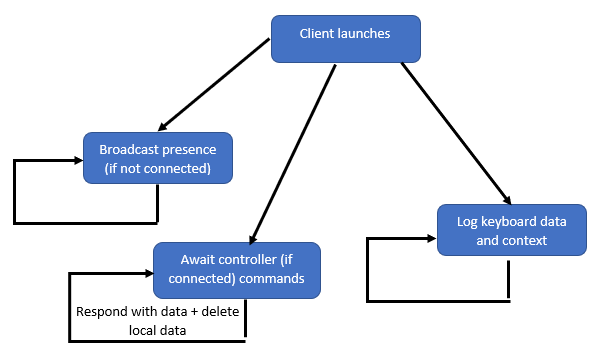 Client launches
Broadcast presence
(if not connected)
Log keyboard data
and context
Await controller (if
connected) commands
Respond with data + delete
local data